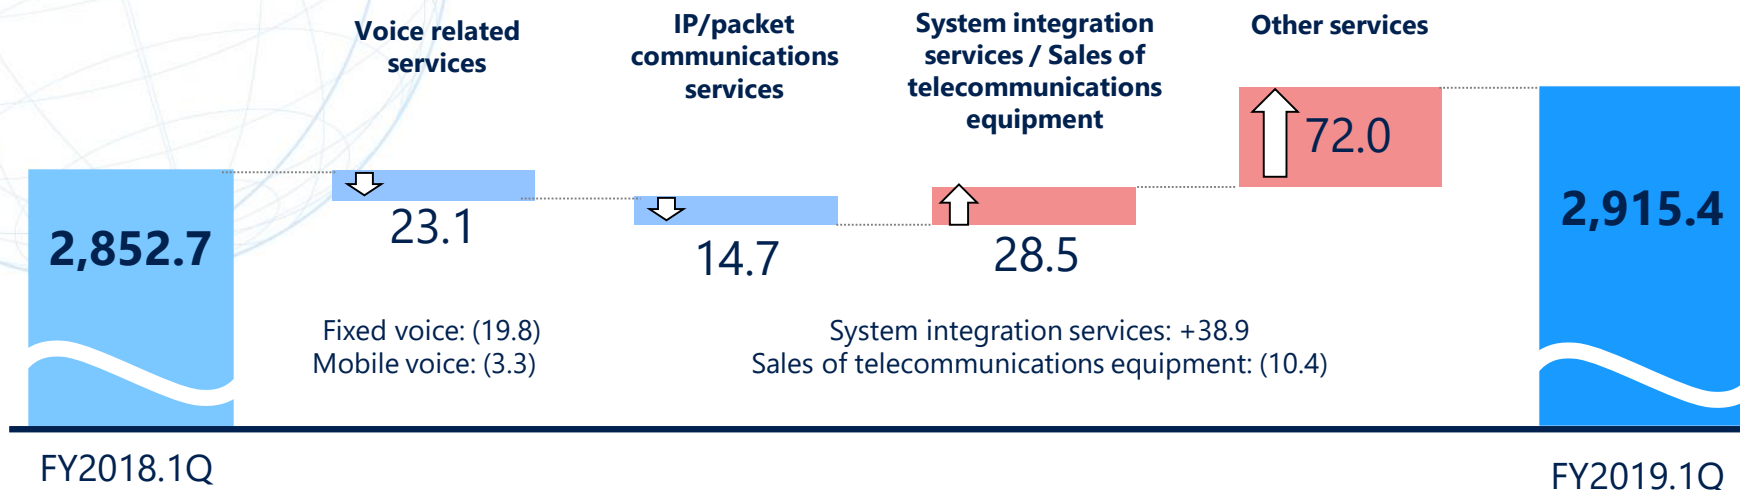 Voice related
services
IP/packet
communications
services
System integration
services / Sales of
telecommunications
equipment
Other services
2,852.7
23.1
14.7
28.5
72.0
2,915.4
Fixed voice: (19.8)
Mobile voice: (3.3)
System integration services: +38.9
Sales of telecommunications equipment: (10.4)
FY2018.1Q
FY2019.1Q